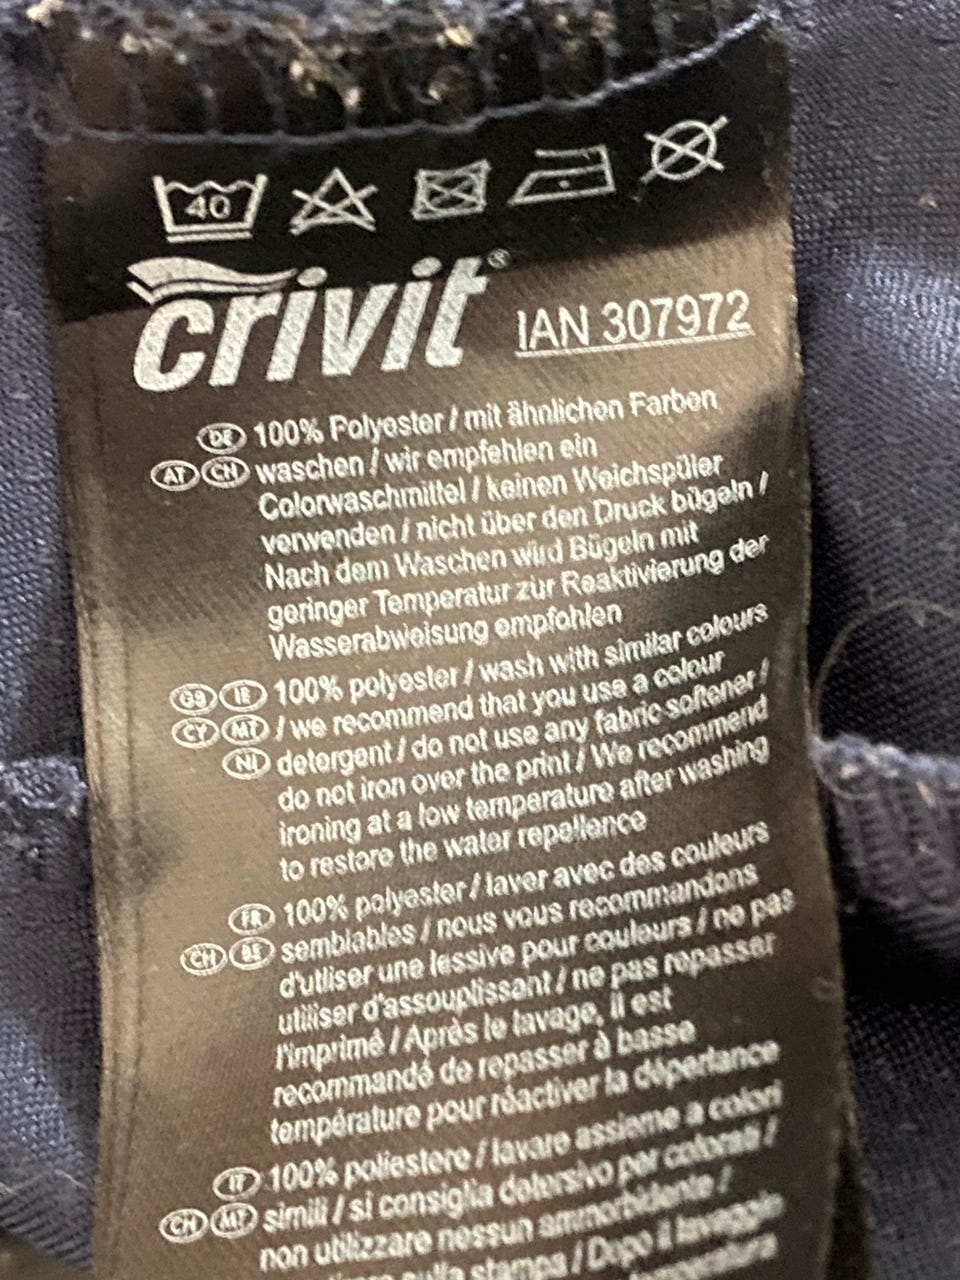 40
crivit® IAN 307972
DE 100% Polyester / mit ähnlichen Farben
AT CH waschen / wir empfehlen ein
Colorwaschmittel / keinen Weichspüler
verwenden / nicht über den Druck bügeln /
Nach dem Waschen wird Bügeln mit
geringer Temperatur zur Reaktivierung der
Wasserabweisung empfohlen
GB IE 100% polyester / wash with similar colours
CY MT / we recommend that you use a colour
NI detergent / do not use any fabric softener /
do not iron over the print / We recommend
ironing at a low temperature after washing
to restore the water repellence
FR 100% polyester / laver avec des couleurs
CH BE semblables / nous vous recommandons
d'utiliser une lessive pour couleurs / ne pas
utiliser d'assouplissant / ne pas repasser
l'imprimé / Après le lavage, il est
recommandé de repasser à basse
température pour réactiver la déperlance
IT 100% poliestere / lavare assieme a colori
CH MT simili / si consiglia detersivo per colorati /
non utilizzare nessun ammorbidente /
sulla stampa / Dopo il lavaggio
temperatura